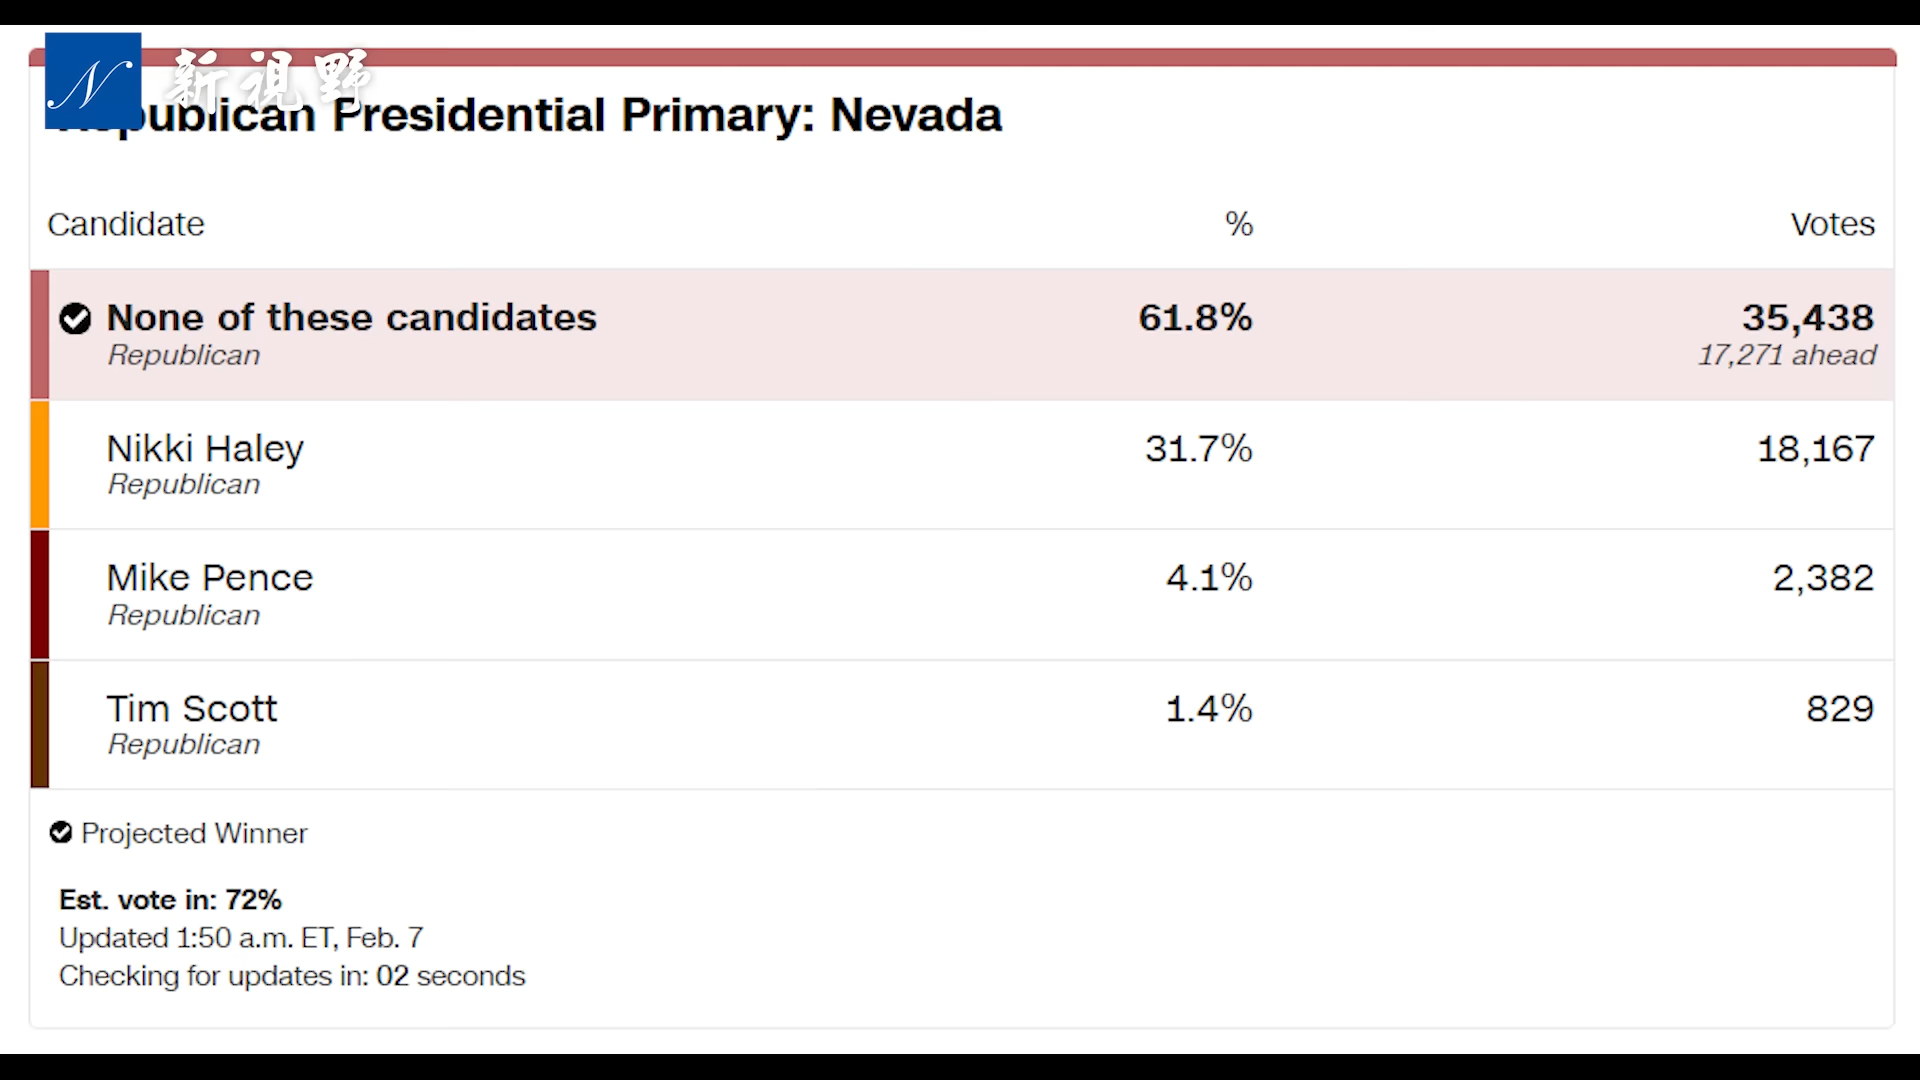 N 新視野
Republican Presidential Primary: Nevada
Candidate % Votes
None of these candidates 61.8% 35,438
Republican 17,271 ahead
Nikki Haley 31.7% 18,167
Republican
Mike Pence 4.1% 2,382
Republican
Tim Scott 1.4% 829
Republican
Projected Winner
Est. vote in: 72%
Updated 1:50 a.m. ET, Feb. 7
Checking for updates in: 02 seconds